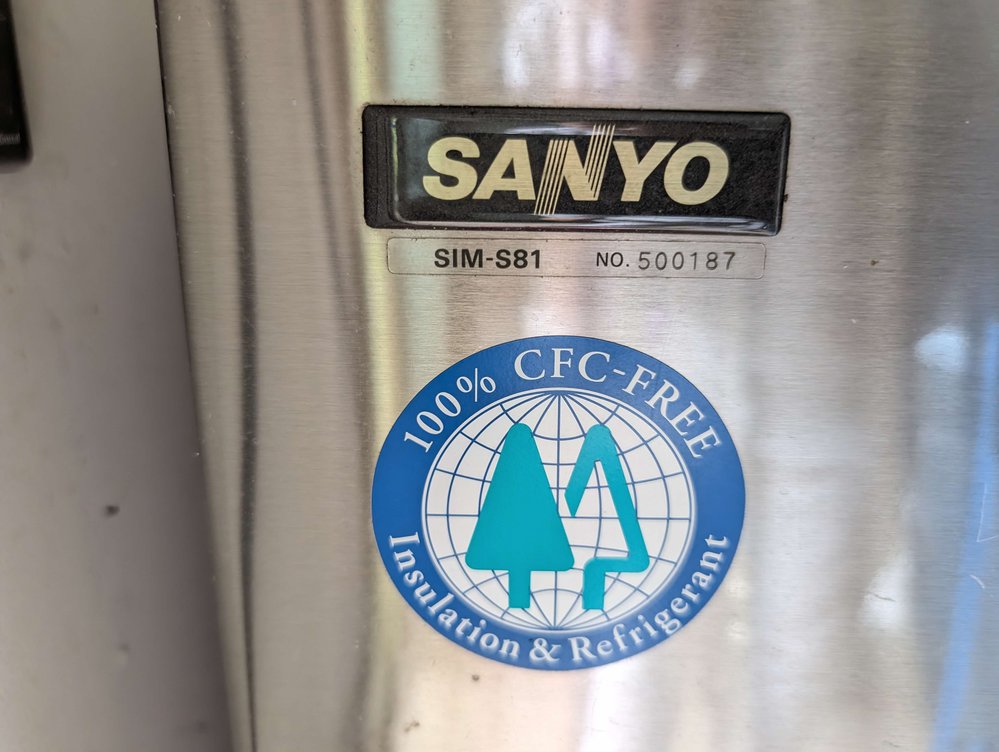 SANYO
SIM-S81 NO. 500187
100% CFC-FREE
Insulation & Refrigerant